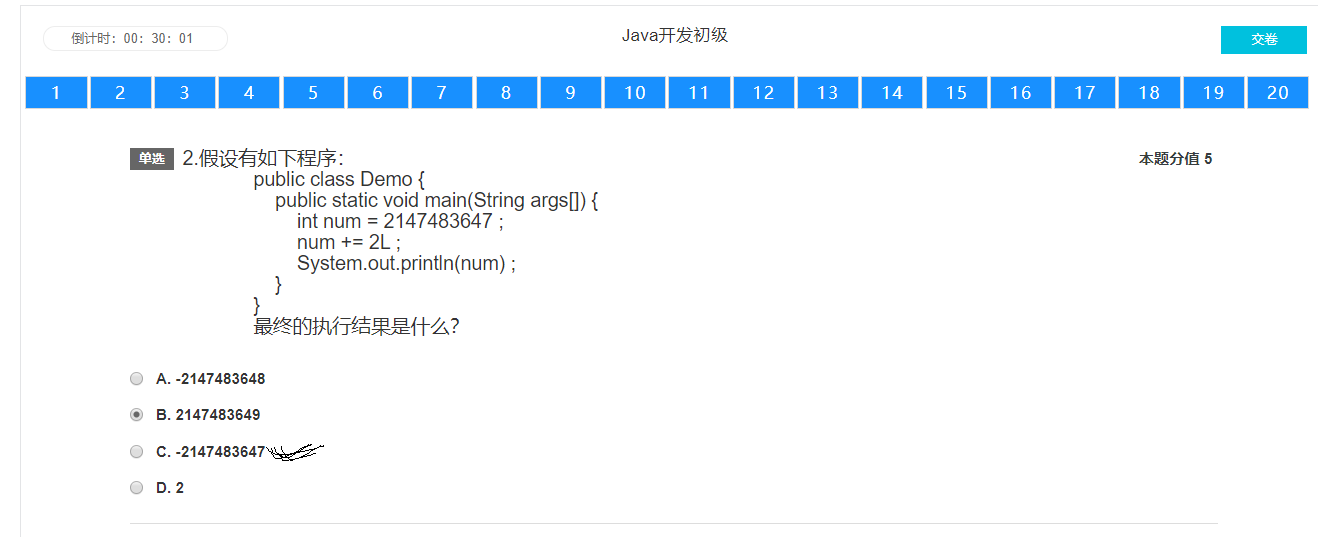 倒计时：00：30：01
Java开发初级
交卷
1 2 3 4 5 6 7 8 9 10 11 12 13 14 15 16 17 18 19 20
单选 2.假设有如下程序： 本题分值 5
public class Demo {
public static void main(String args[]) {
int num = 2147483647 ;
num += 2L ;
System.out.println(num) ;
}
}
最终的执行结果是什么？
A. -2147483648
B. 2147483649
C. -2147483647
D. 2